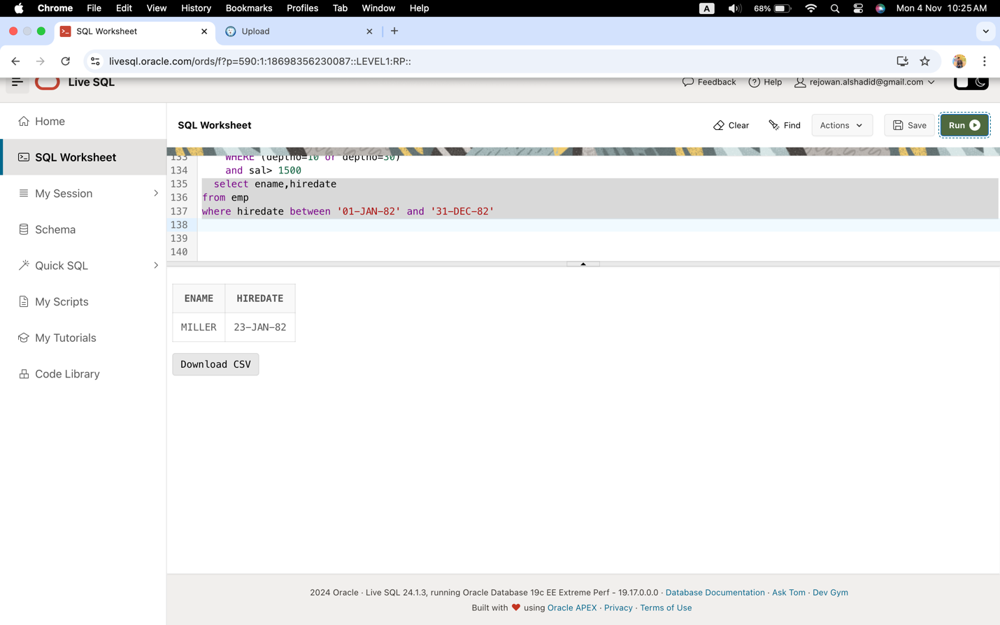 Chrome File Edit View History Bookmarks Profiles Tab Window Help A 68% Mon 4 Nov 10:25 AM
SQL Worksheet Upload
livesql.oracle.com/ords/f?p=590:1:18698356230087::LEVEL1:RP::
Live SQL Feedback Help rejowan.alshadid@gmail.com
Home
SQL Worksheet
My Session
Schema
Quick SQL
My Scripts
My Tutorials
Code Library
SQL Worksheet Clear Find Actions Save Run
133 WHERE (deptno=10 or deptno=30)
134 and sal> 1500
135 select ename,hiredate
136 from emp
137 where hiredate between '01-JAN-82' and '31-DEC-82'
138
139
140
ENAME HIREDATE
MILLER 23-JAN-82
Download CSV
2024 Oracle · Live SQL 24.1.3, running Oracle Database 19c EE Extreme Perf - 19.17.0.0.0 · Database Documentation · Ask Tom · Dev Gym
Built with ❤ using Oracle APEX · Privacy · Terms of Use